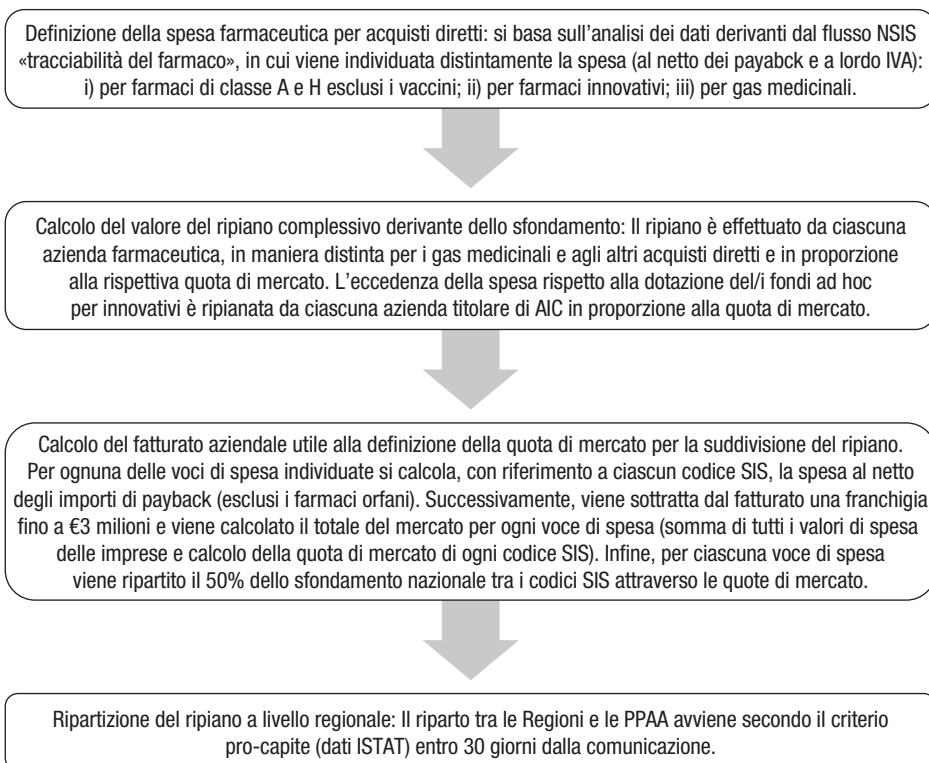 Definizione della spesa farmaceutica per acquisti diretti: si basa sull'analisi dei dati derivanti dal flusso NSIS
«tracciabilità del farmaco», in cui viene individuata distintamente la spesa (al netto dei payabck e a lordo IVA):
i) per farmaci di classe A e H esclusi i vaccini; ii) per farmaci innovativi; iii) per gas medicinali.
Calcolo del valore del ripiano complessivo derivante dello sfondamento: Il ripiano è effettuato da ciascuna
azienda farmaceutica, in maniera distinta per i gas medicinali e agli altri acquisti diretti e in proporzione
alla rispettiva quota di mercato. L'eccedenza della spesa rispetto alla dotazione del/i fondi ad hoc
per innovativi è ripianata da ciascuna azienda titolare di AIC in proporzione alla quota di mercato.
Calcolo del fatturato aziendale utile alla definizione della quota di mercato per la suddivisione del ripiano.
Per ognuna delle voci di spesa individuate si calcola, con riferimento a ciascun codice SIS, la spesa al netto
degli importi di payback (esclusi i farmaci orfani). Successivamente, viene sottratta dal fatturato una franchigia
fino a €3 milioni e viene calcolato il totale del mercato per ogni voce di spesa (somma di tutti i valori di spesa
delle imprese e calcolo della quota di mercato di ogni codice SIS). Infine, per ciascuna voce di spesa
viene ripartito il 50% dello sfondamento nazionale tra i codici SIS attraverso le quote di mercato.
Ripartizione del ripiano a livello regionale: Il riparto tra le Regioni e le PPAA avviene secondo il criterio
pro-capite (dati ISTAT) entro 30 giorni dalla comunicazione.